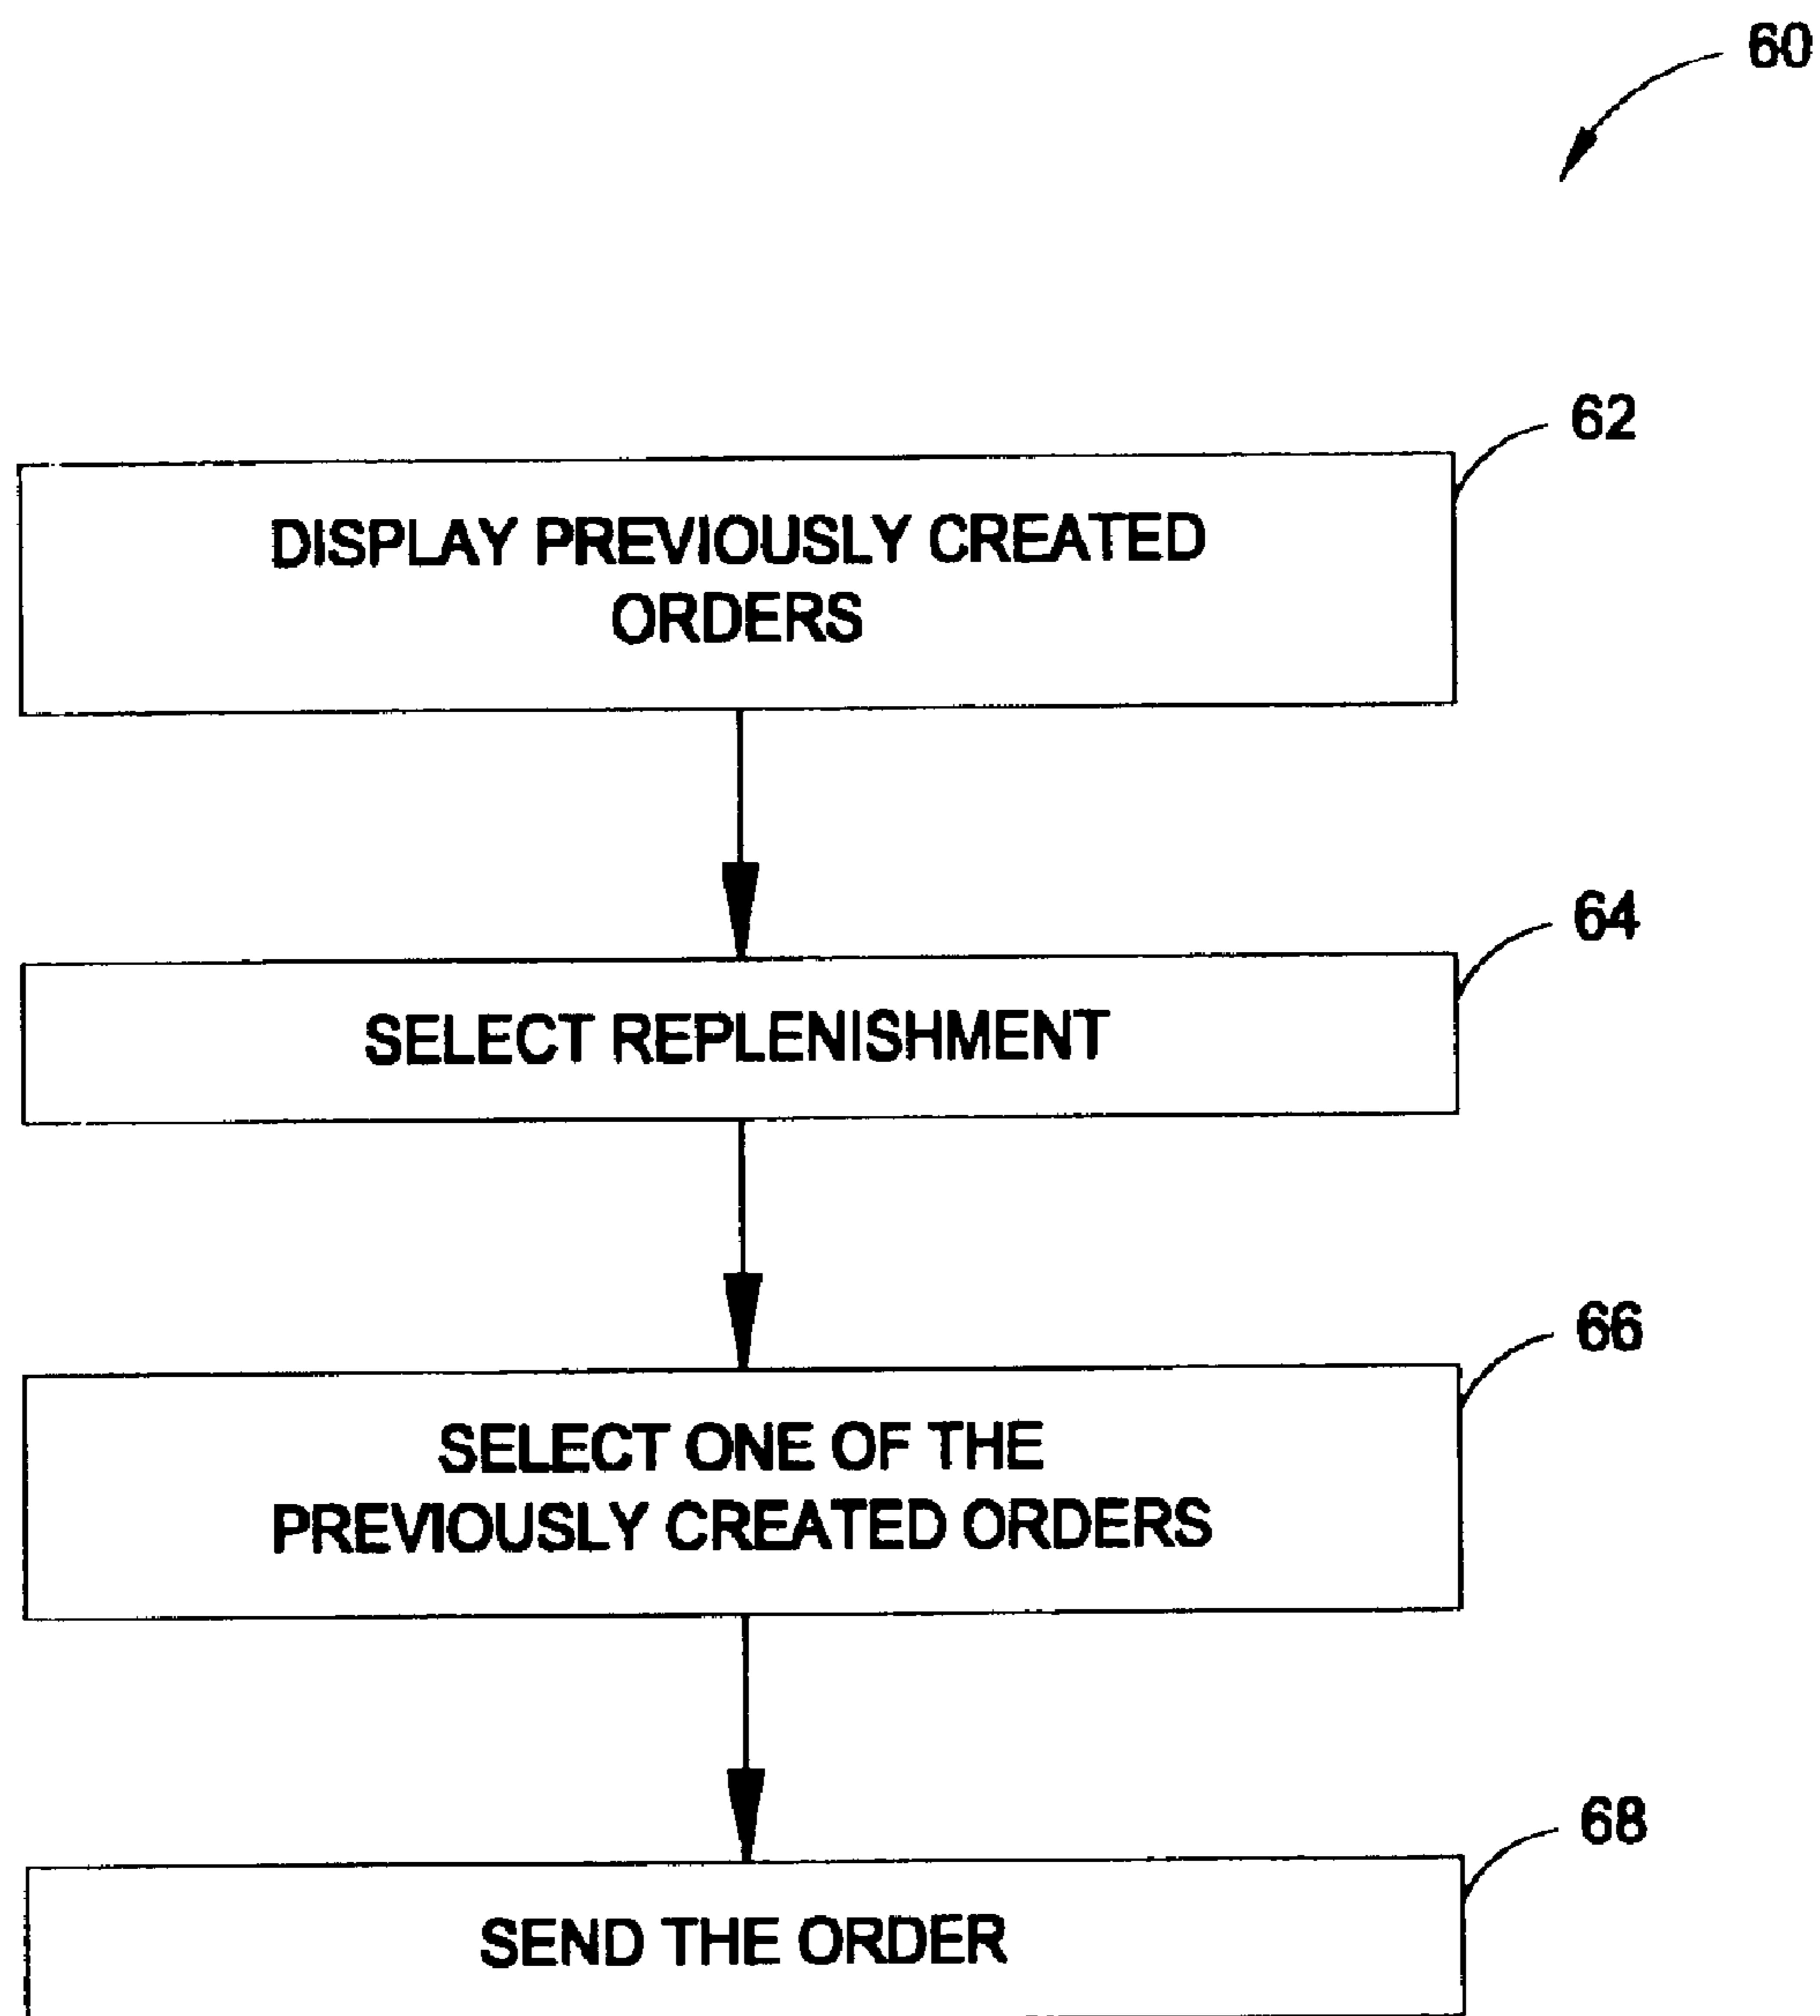 60
62
DISPLAY PREVIOUSLY CREATED
ORDERS
64
SELECT REPLENISHMENT
66
SELECT ONE OF THE
PREVIOUSLY CREATED ORDERS
68
SEND THE ORDER